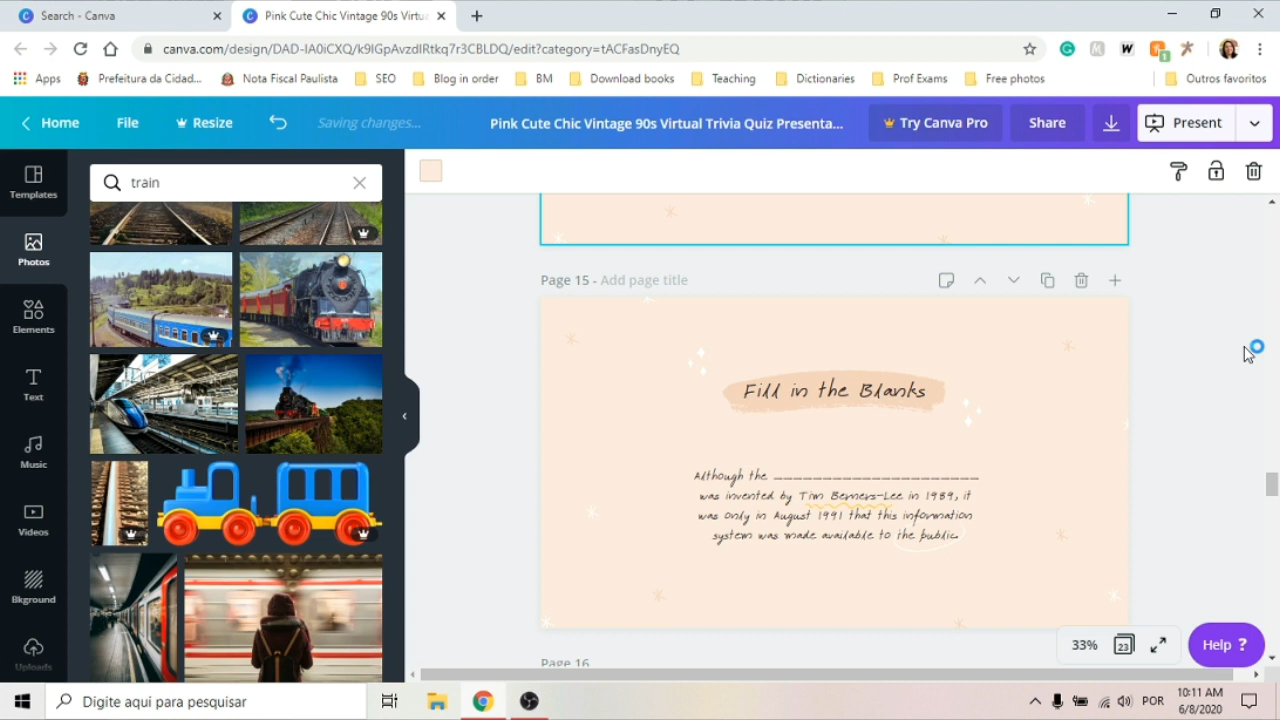 Search - Canva
Pink Cute Chic Vintage 90s Virtu
canva.com/design/DAD-IA0iCXQ/k9IGpAvzdIRtkq7r3CBLDQ/edit?category=tACFasDnyEQ
Apps Prefeitura da Cidad... Nota Fiscal Paulista SEO Blog in order BM Download books Teaching Dictionaries Prof Exams Free photos Outros favoritos
Home File Resize Saving changes... Pink Cute Chic Vintage 90s Virtual Trivia Quiz Presenta... Try Canva Pro Share Present
Templates
Photos
Elements
Text
Music
Videos
Bkground
Uploads
train
Page 15 - Add page title
Fill in the Blanks
Although the ____________________
was invented by Tim Berners-Lee in 1989, it
was only in August 1991 that this information
system was made available to the public.
Page 16
33% 23 Help ?
Digite aqui para pesquisar
POR
10:11 AM
6/8/2020